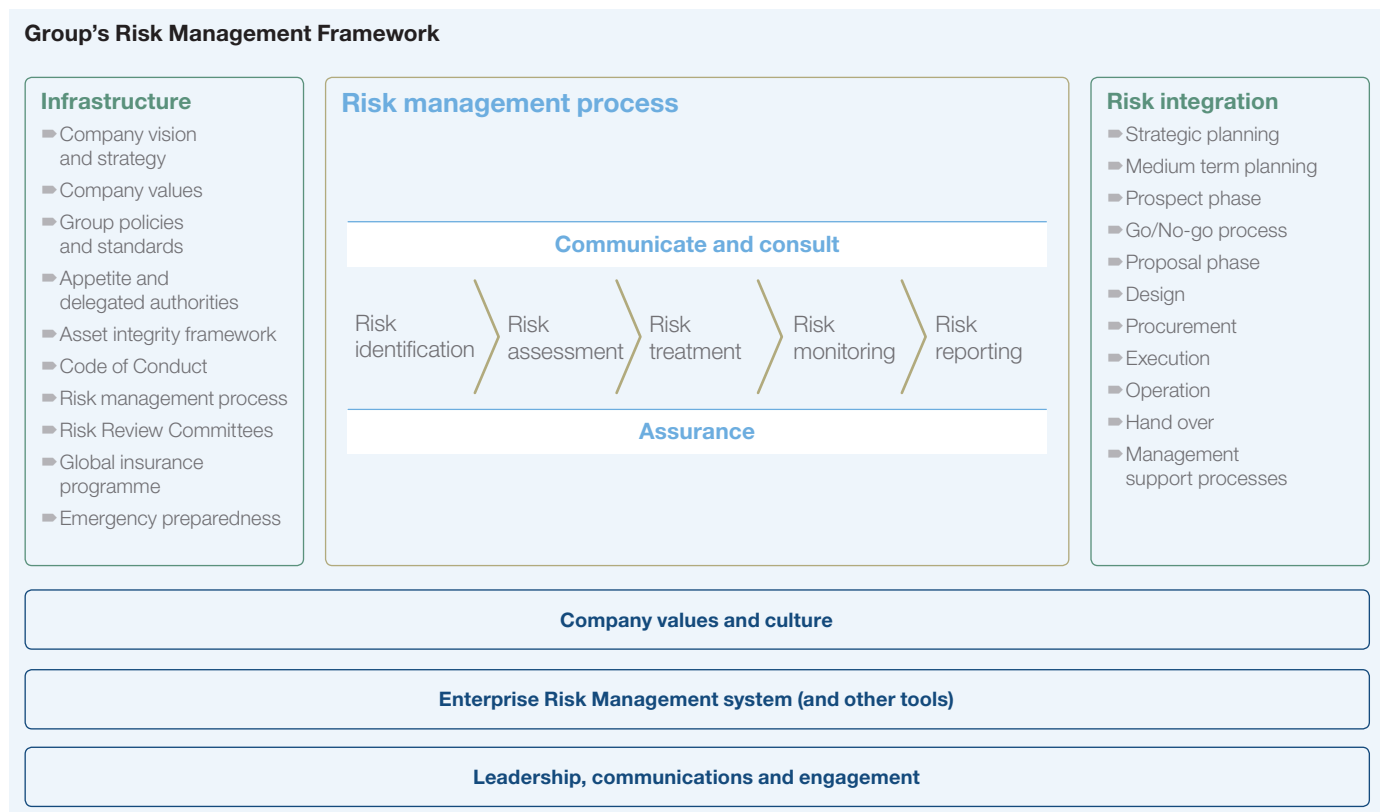 Group's Risk Management Framework
Infrastructure
Company vision
and strategy
Company values
Group policies
and standards
Appetite and
delegated authorities
Asset integrity framework
Code of Conduct
Risk management process
Risk Review Committees
Global insurance
programme
Emergency preparedness
Risk management process
Communicate and consult
Risk
identification
Risk
assessment
Risk
treatment
Risk
monitoring
Risk
reporting
Assurance
Risk integration
Strategic planning
Medium term planning
Prospect phase
Go/No-go process
Proposal phase
Design
Procurement
Execution
Operation
Hand over
Management
support processes
Company values and culture
Enterprise Risk Management system (and other tools)
Leadership, communications and engagement